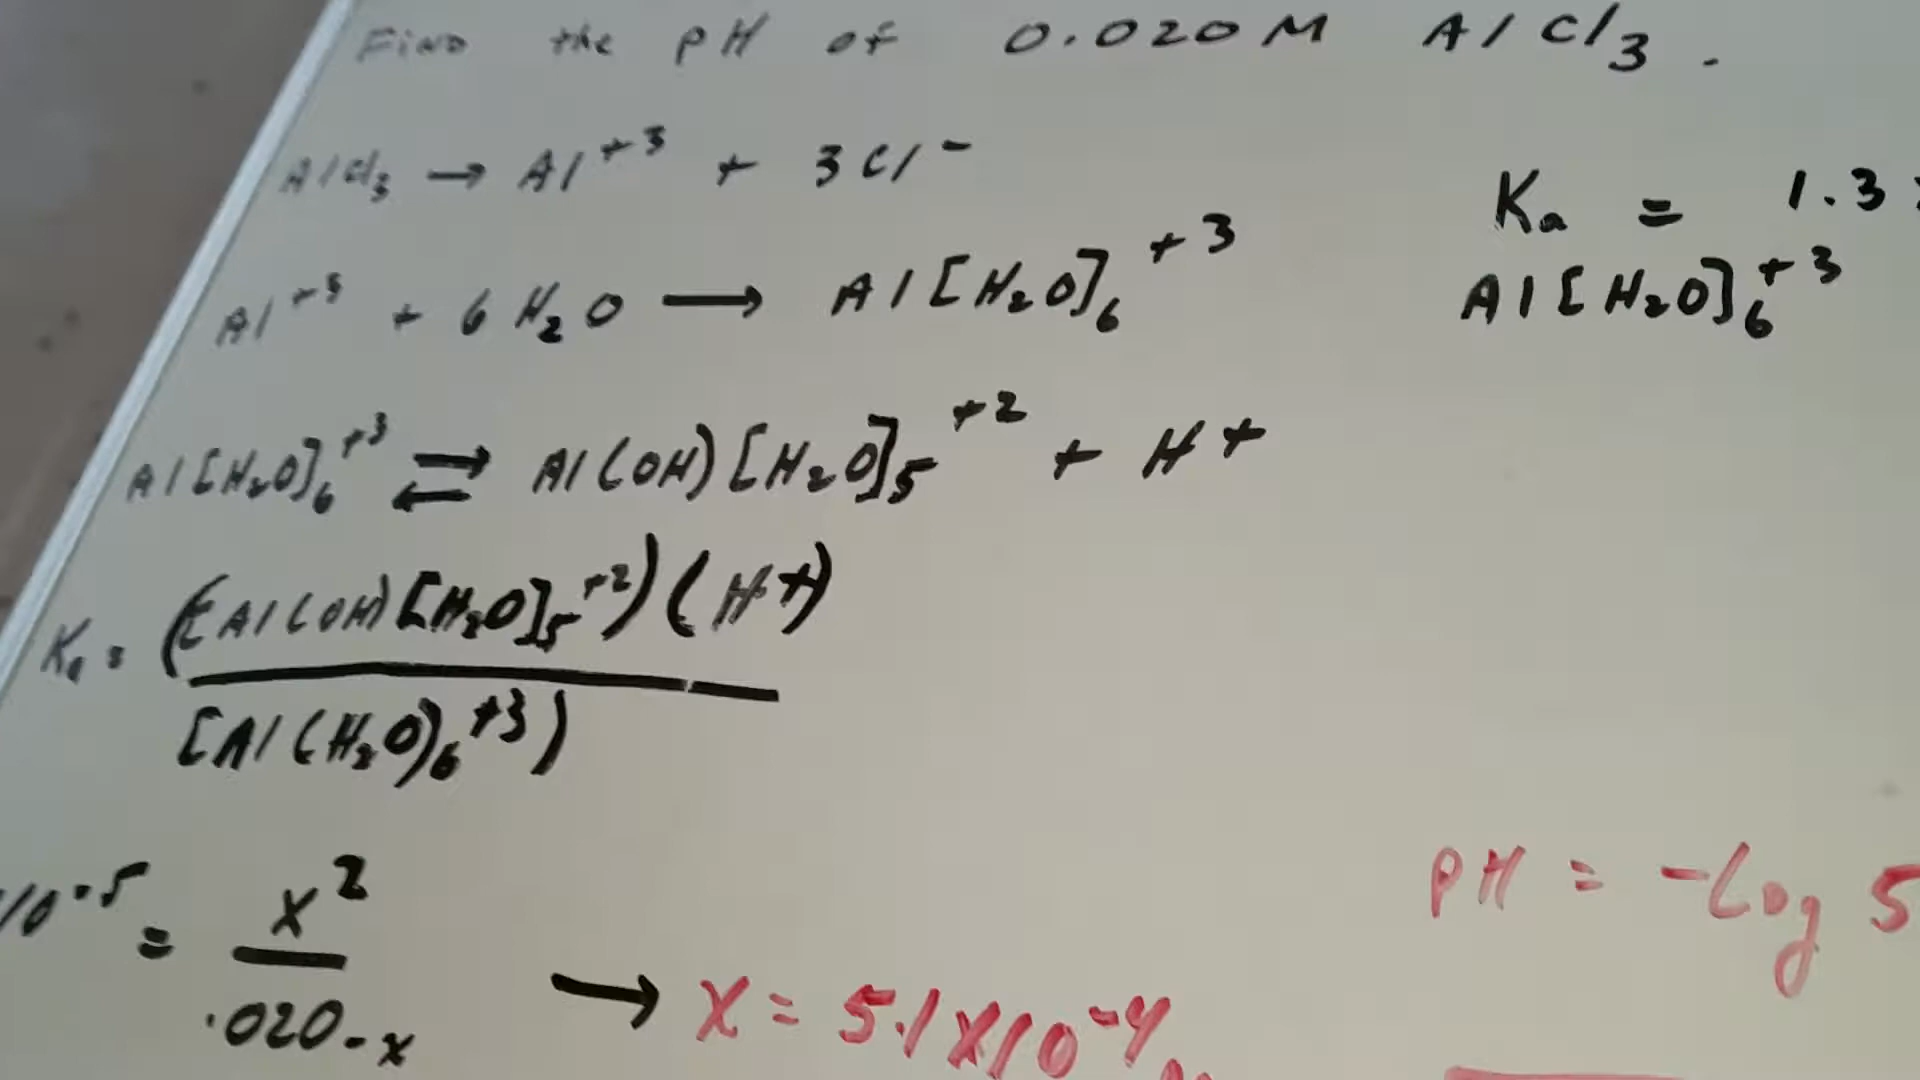 Find the pH of 0.020 M AlCl3.
AlCl3 → Al+3 + 3Cl-
Ka = 1.3
Al+3 + 6 H2O → Al[H2O]6+3
Al[H2O]6+3
Al[H2O]6+3 ⇌ Al(OH)[H2O]5+2 + H+
Ka = ([Al(OH)[H2O]5+2)(H+)
[Al(H2O)6+3)
10-5 = x2
.020-x
→ X = 5.1X10-4
pH = -Log 5